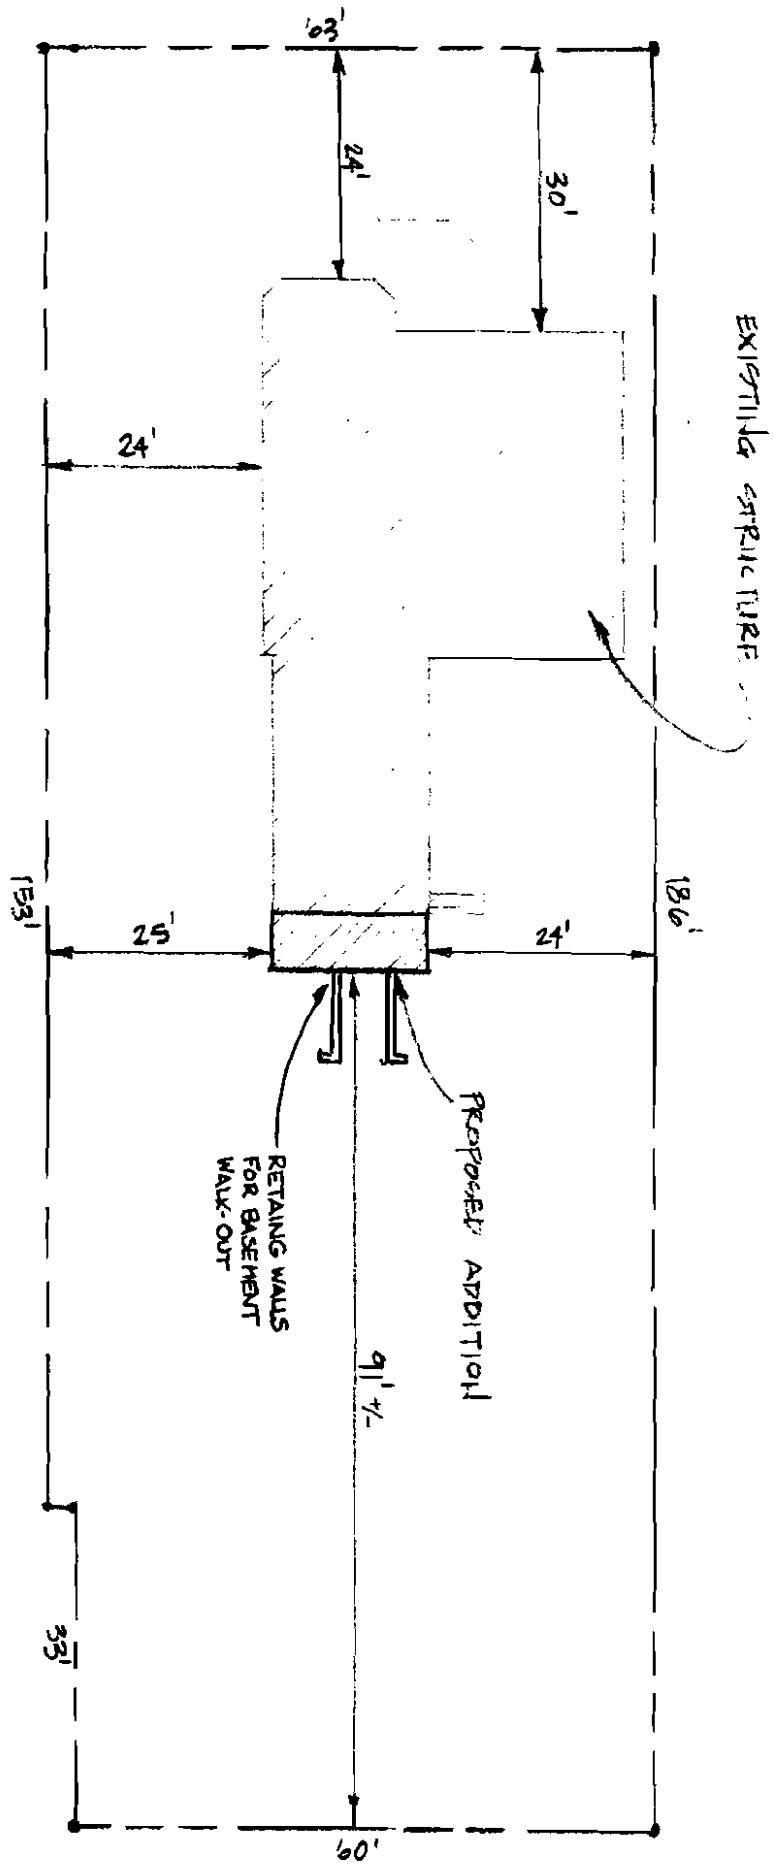 63'
24'
30'
EXISTING STRUCTURE
24'
153'
186'
25'
24'
PROPOSED ADDITION
RETAING WALLS
FOR BASEMENT
WALK-OUT
91' +/-
33'
60'